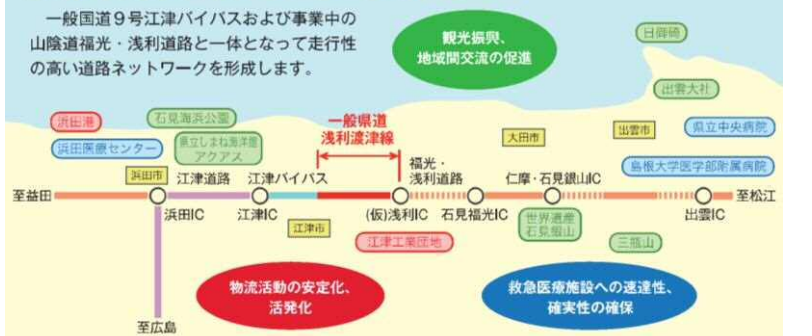 一般国道９号江津バイパスおよび事業中の
山陰道福光・浅利道路と一体となって走行性
の高い道路ネットワークを形成します。
観光振興、
地域間交流の促進
日御碕
出雲大社
浜田港
石見海浜公園
一般県道
浅利渡津線
浜田医療センター
県立しまね海洋館
アクアス
大田市
出雲市
県立中央病院
島根大学医学部附属病院
浜田市
江津道路
江津バイパス
福光・
浅利道路
仁摩・石見銀山IC
至益田
至松江
浜田IC
江津IC
(仮)浅利IC
石見福光IC
出雲IC
江津市
江津工業団地
世界遺産
石見銀山
三瓶山
物流活動の安定化、
活発化
救急医療施設への速達性、
確実性の確保
至広島